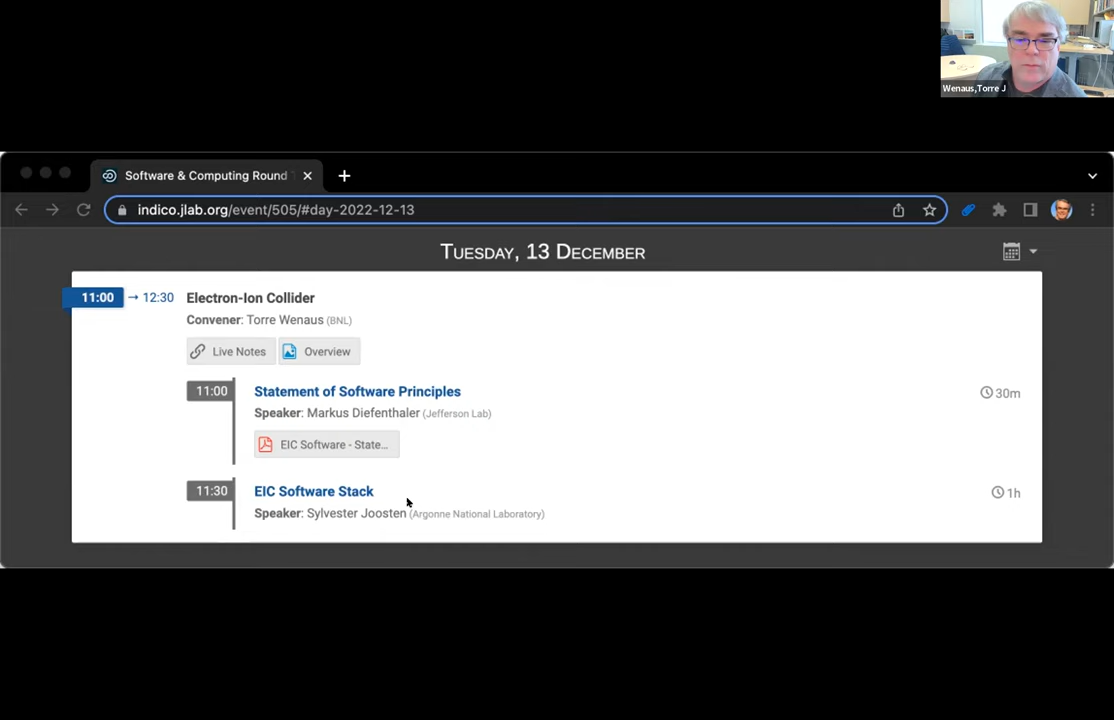 Wenaus,Torre J
Software & Computing Round
indico.jlab.org/event/505/#day-2022-12-13
Tuesday, 13 December
11:00 → 12:30 Electron-Ion Collider
Convener: Torre Wenaus (BNL)
Live Notes Overview
11:00 Statement of Software Principles 30m
Speaker: Markus Diefenthaler (Jefferson Lab)
EIC Software - State...
11:30 EIC Software Stack 1h
Speaker: Sylvester Joosten (Argonne National Laboratory)